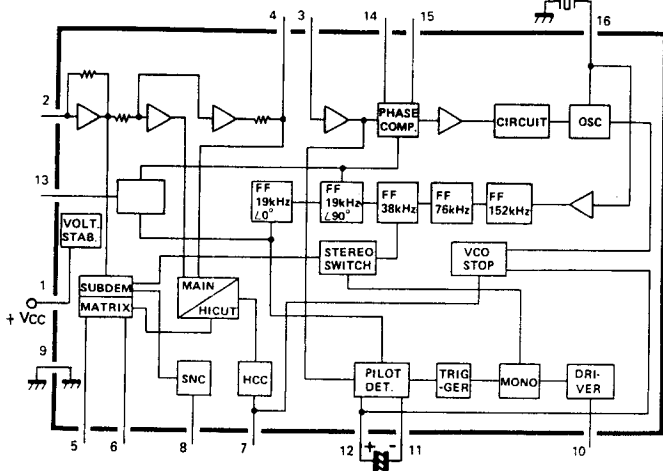 4 3 14 15 16
2
PHASE
COMP.
CIRCUIT
OSC
13
FF
19kHz
∠0°
FF
19kHz
∠90°
FF
38kHz
FF
76kHz
FF
152kHz
VOLT.
STAB.
STEREO
SWITCH
VCO
STOP
1
+ VCC
SUBDEM
MATRIX
MAIN
HICUT
9
SNC
HCC
PILOT
DET.
TRIG
-GER
MONO
DRI-
VER
5 6 8 7 12 + - 11 10